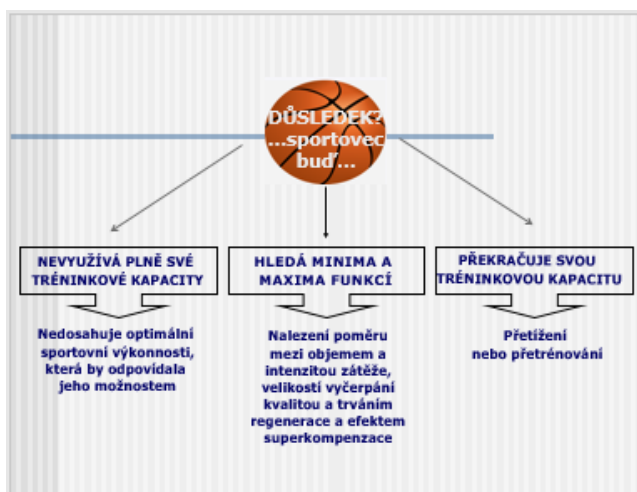 DŮSLEDEK?
...sportovec
buď...
NEVYUŽÍVÁ PLNĚ SVÉ
TRÉNINKOVÉ KAPACITY
HLEDÁ MINIMA A
MAXIMA FUNKCÍ
PŘEKRAČUJE SVOU
TRÉNINKOVOU KAPACITU
Nedosahuje optimální
sportovní výkonnosti,
která by odpovídala
jeho možnostem
Nalezení poměru
mezi objemem a
intenzitou zátěže,
velikostí vyčerpání
kvalitou a trváním
regenerace a efektem
superkompenzace
Přetížení
nebo přetrénování